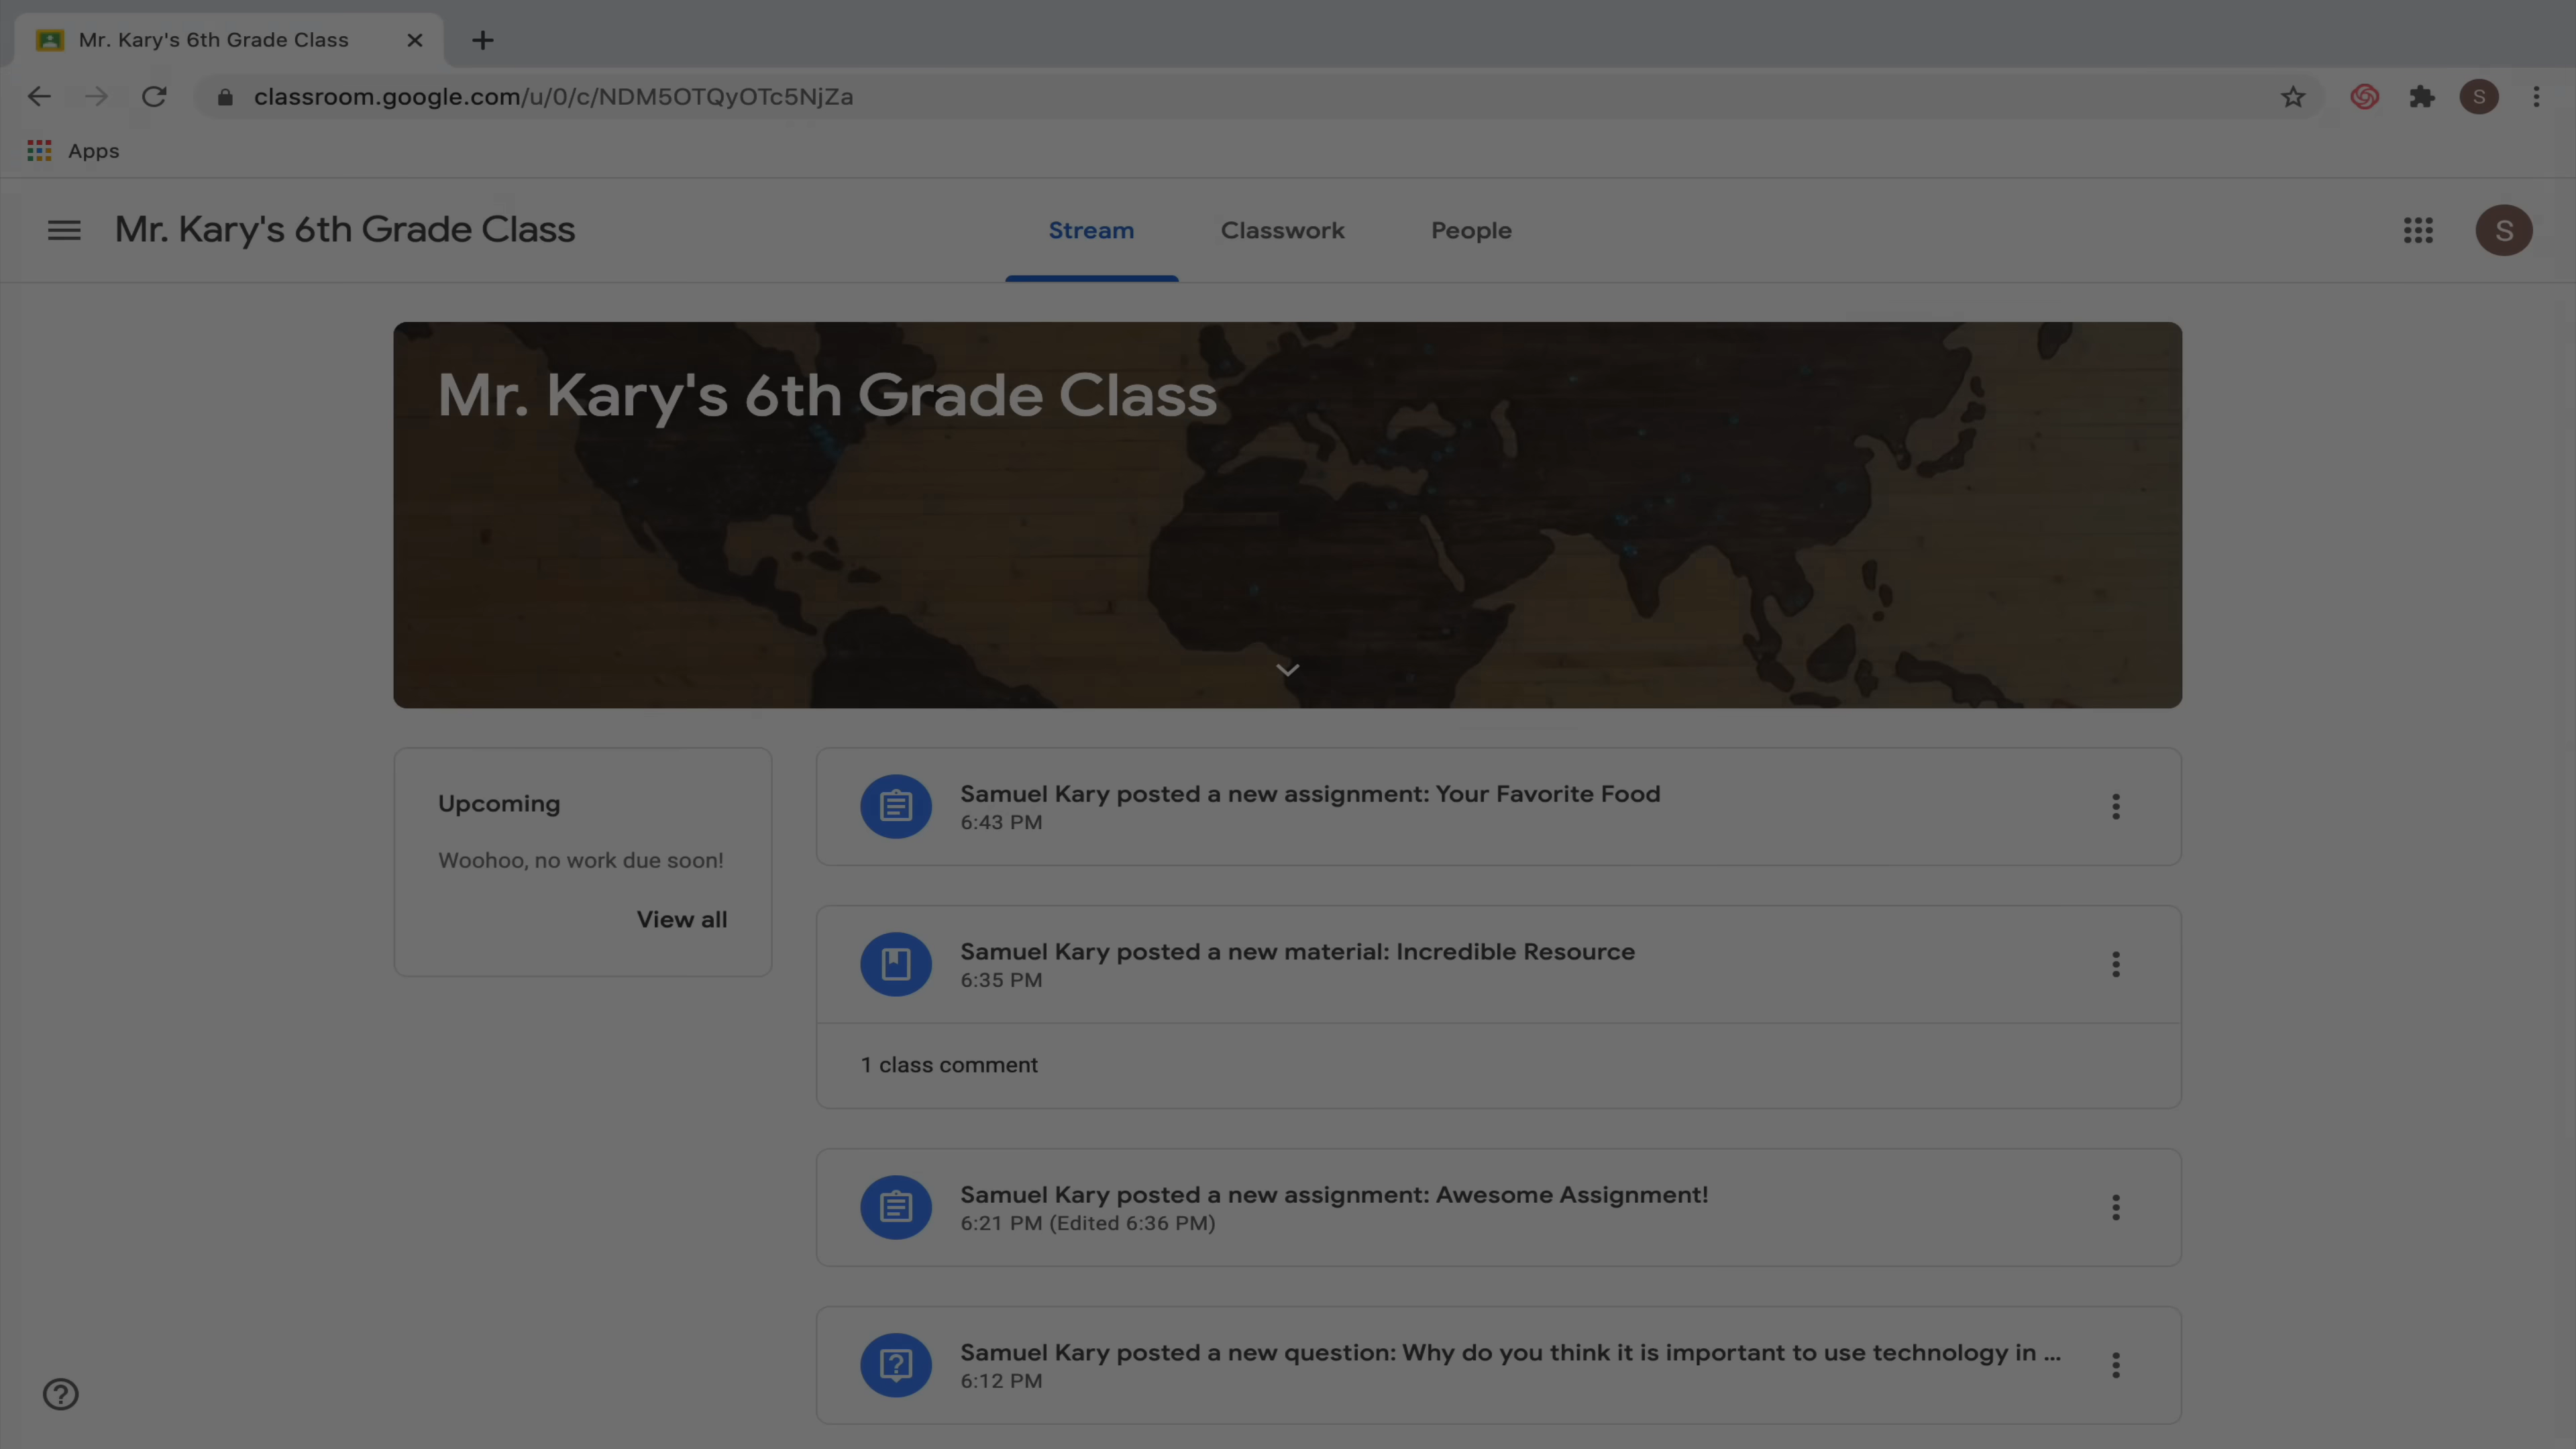 Mr. Kary's 6th Grade Class
classroom.google.com/u/0/c/NDM5OTQyOTc5NjZa
S
Apps
Mr. Kary's 6th Grade Class
Stream
Classwork
People
S
Mr. Kary's 6th Grade Class
Upcoming
Woohoo, no work due soon!
View all
Samuel Kary posted a new assignment: Your Favorite Food
6:43 PM
Samuel Kary posted a new material: Incredible Resource
6:35 PM
1 class comment
Samuel Kary posted a new assignment: Awesome Assignment!
6:21 PM (Edited 6:36 PM)
Samuel Kary posted a new question: Why do you think it is important to use technology in ...
6:12 PM